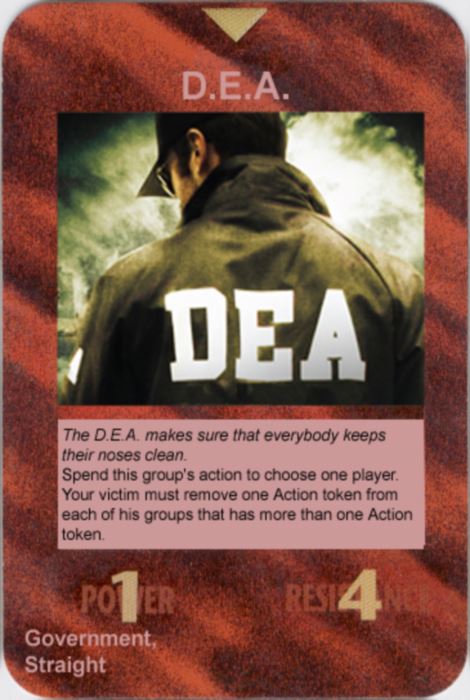 D.E.A.
DEA
The D.E.A. makes sure that everybody keeps
their noses clean.
Spend this group's action to choose one player.
Your victim must remove one Action token from
each of his groups that has more than one Action
token.
POWER 1 RESISTANCE 4
Government,
Straight